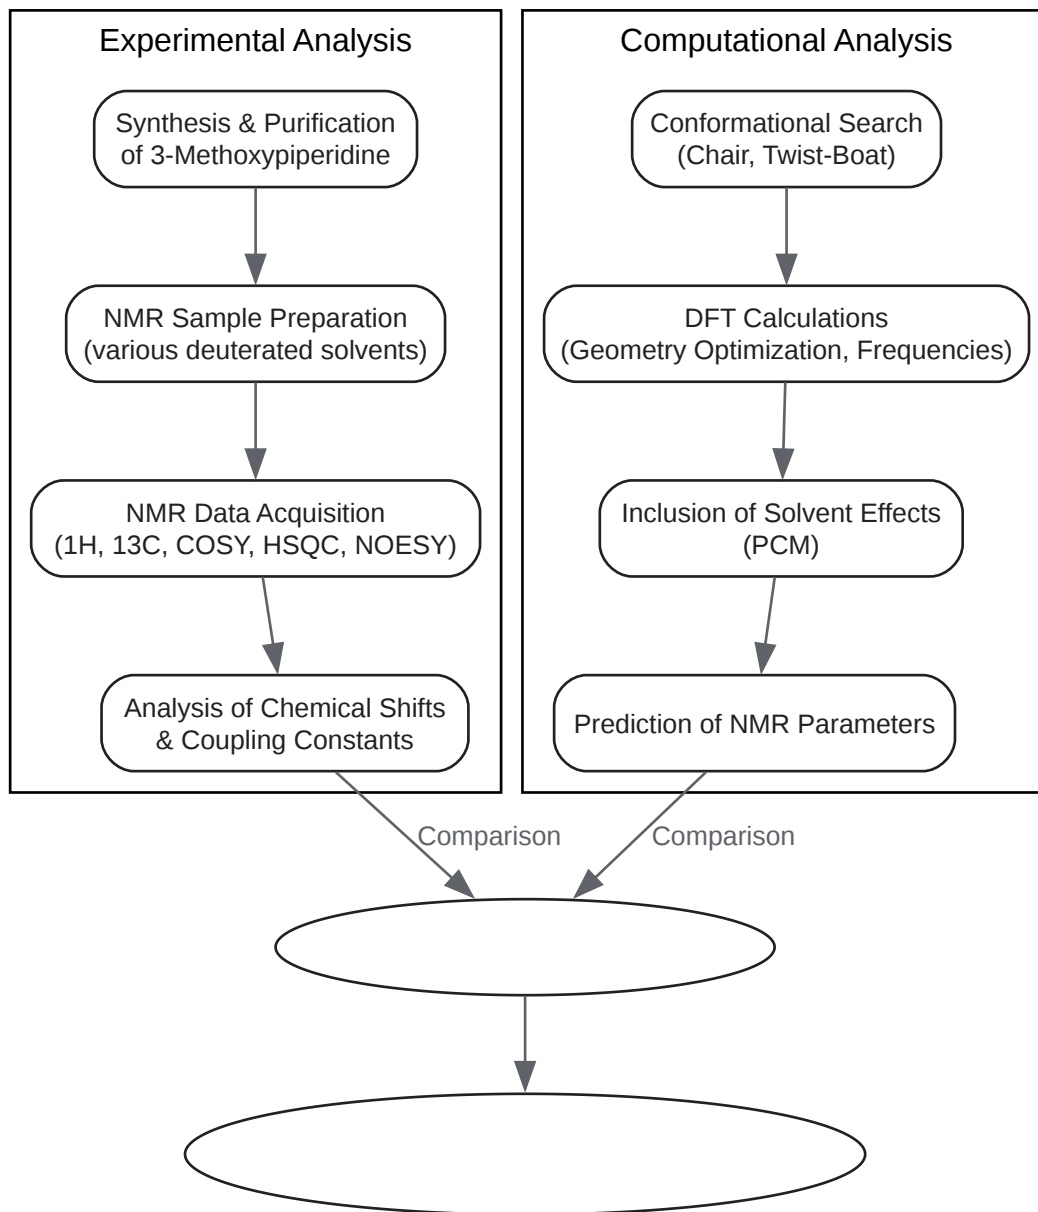 Experimental Analysis
Synthesis & Purification
of 3-Methoxypiperidine
NMR Sample Preparation
(various deuterated solvents)
NMR Data Acquisition
(1H, 13C, COSY, HSQC, NOESY)
Analysis of Chemical Shifts
& Coupling Constants
Computational Analysis
Conformational Search
(Chair, Twist-Boat)
DFT Calculations
(Geometry Optimization, Frequencies)
Inclusion of Solvent Effects
(PCM)
Prediction of NMR Parameters
Comparison
Comparison